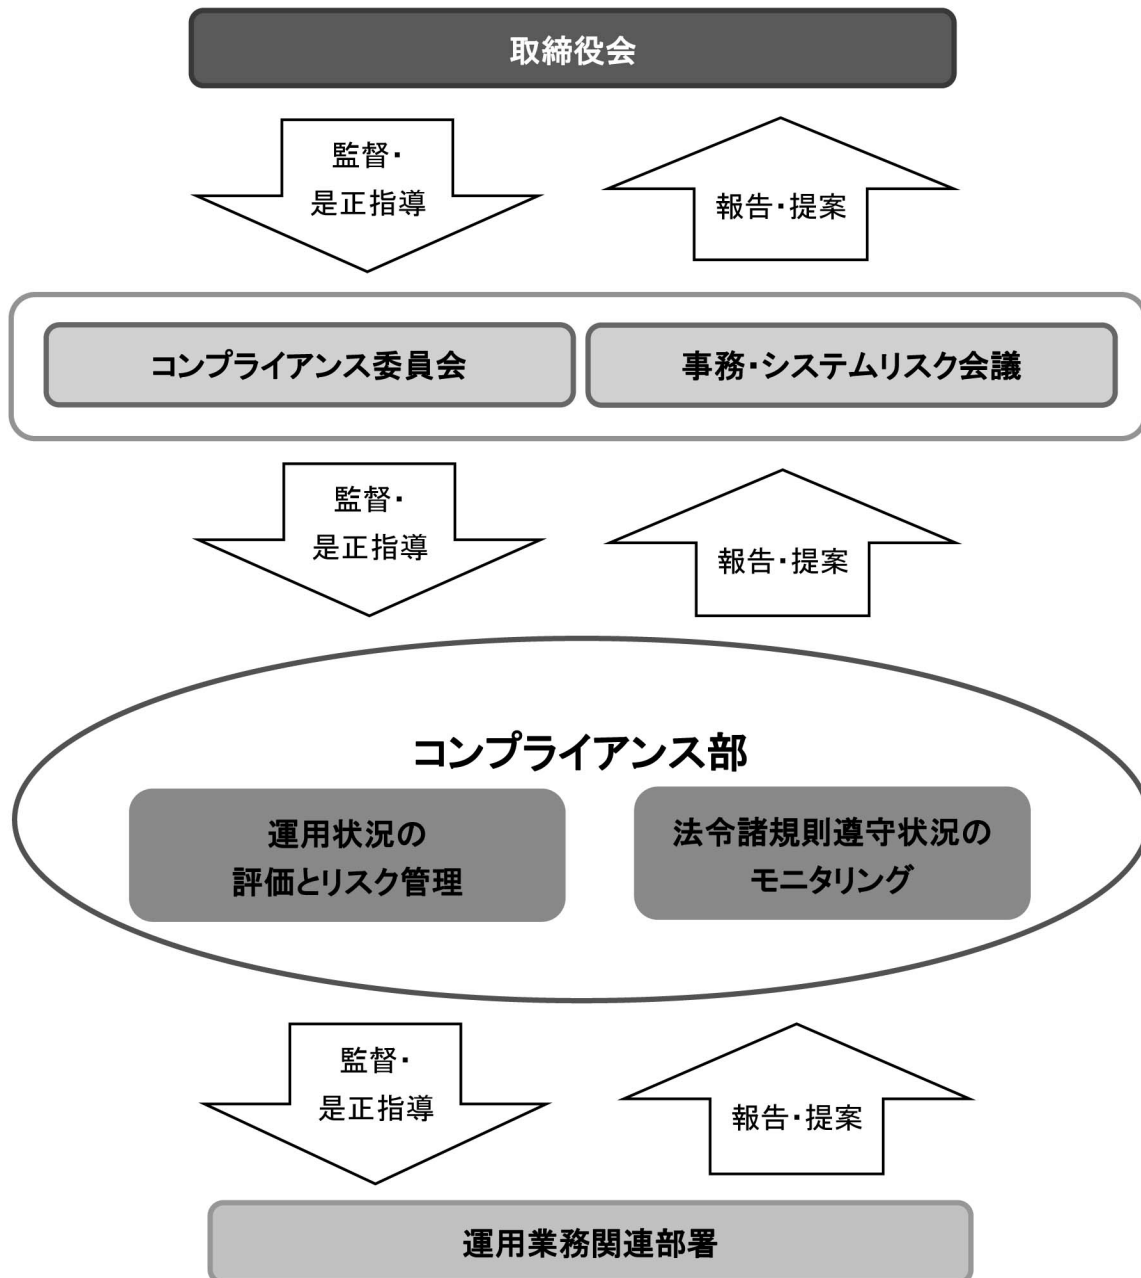 取締役会
監督・
是正指導
報告・提案
コンプライアンス委員会
事務・システムリスク会議
監督・
是正指導
報告・提案
コンプライアンス部
運用状況の
評価とリスク管理
法令諸規則遵守状況の
モニタリング
監督・
是正指導
報告・提案
運用業務関連部署